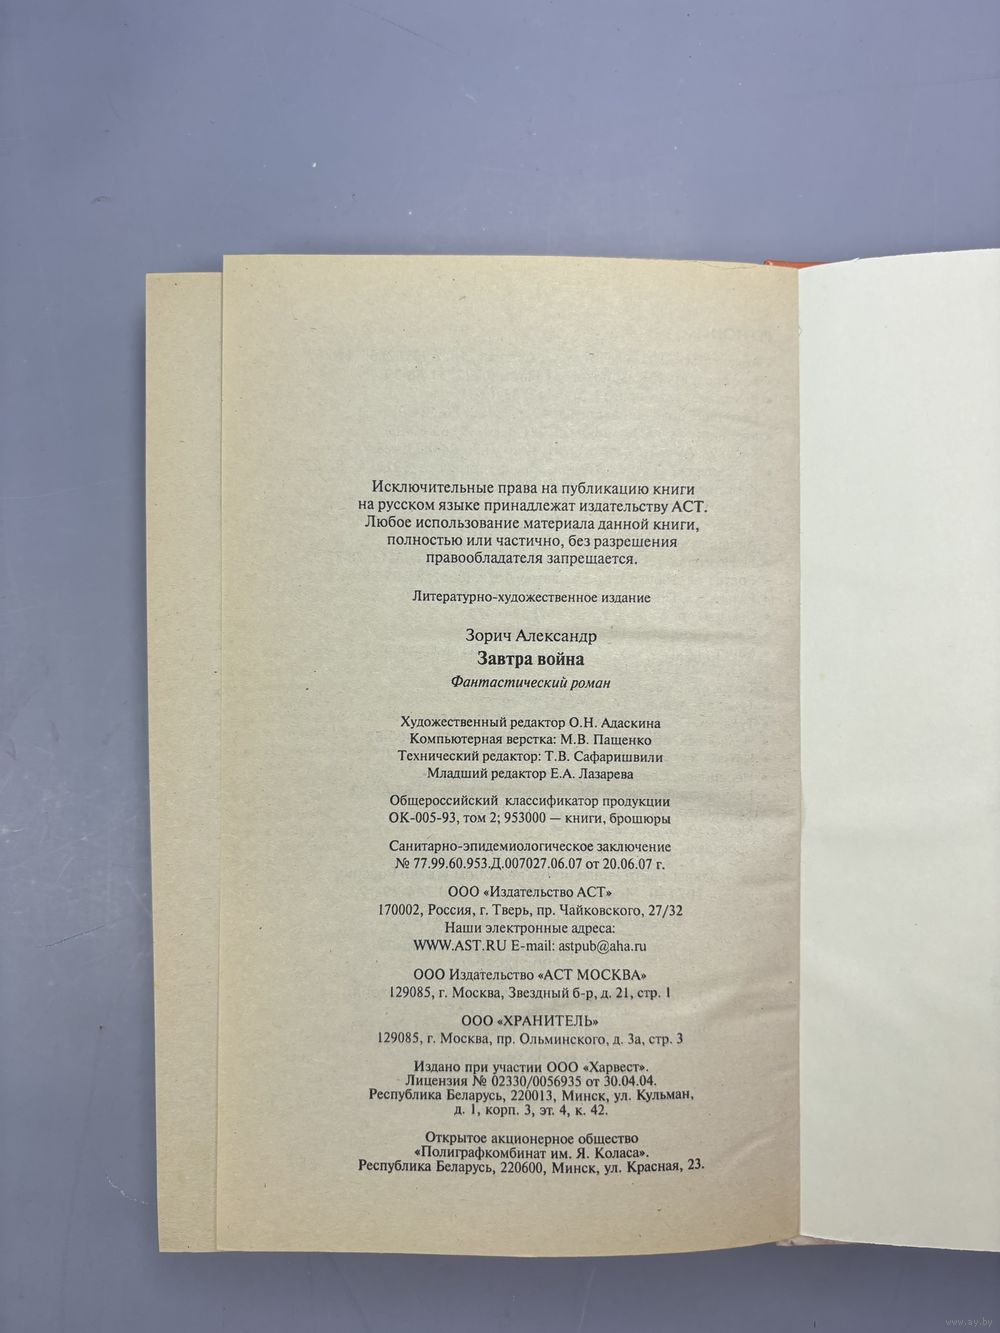 Исключительные права на публикацию книги
на русском языке принадлежат издательству АСТ.
Любое использование материала данной книги,
полностью или частично, без разрешения
правообладателя запрещается.
Литературно-художественное издание
Зорич Александр
Завтра война
Фантастический роман
Художественный редактор О.Н. Адаскина
Компьютерная верстка: М.В. Пащенко
Технический редактор: Т.В. Сафаришвили
Младший редактор Е.А. Лазарева
Общероссийский классификатор продукции
ОК-005-93, том 2; 953000 — книги, брошюры
Санитарно-эпидемиологическое заключение
№ 77.99.60.953.Д.007027.06.07 от 20.06.07 г.
ООО «Издательство АСТ»
170002, Россия, г. Тверь, пр. Чайковского, 27/32
Наши электронные адреса:
WWW.AST.RU E-mail: astpub@aha.ru
ООО Издательство «АСТ МОСКВА»
129085, г. Москва, Звездный б-р, д. 21, стр. 1
ООО «ХРАНИТЕЛЬ»
129085, г. Москва, пр. Ольминского, д. 3а, стр. 3
Издано при участии ООО «Харвест».
Лицензия № 02330/0056935 от 30.04.04.
Республика Беларусь, 220013, Минск, ул. Кульман,
д. 1, корп. 3, эт. 4, к. 42.
Открытое акционерное общество
«Полиграфкомбинат им. Я. Коласа».
Республика Беларусь, 220600, Минск, ул. Красная, 23.
www.ay.by